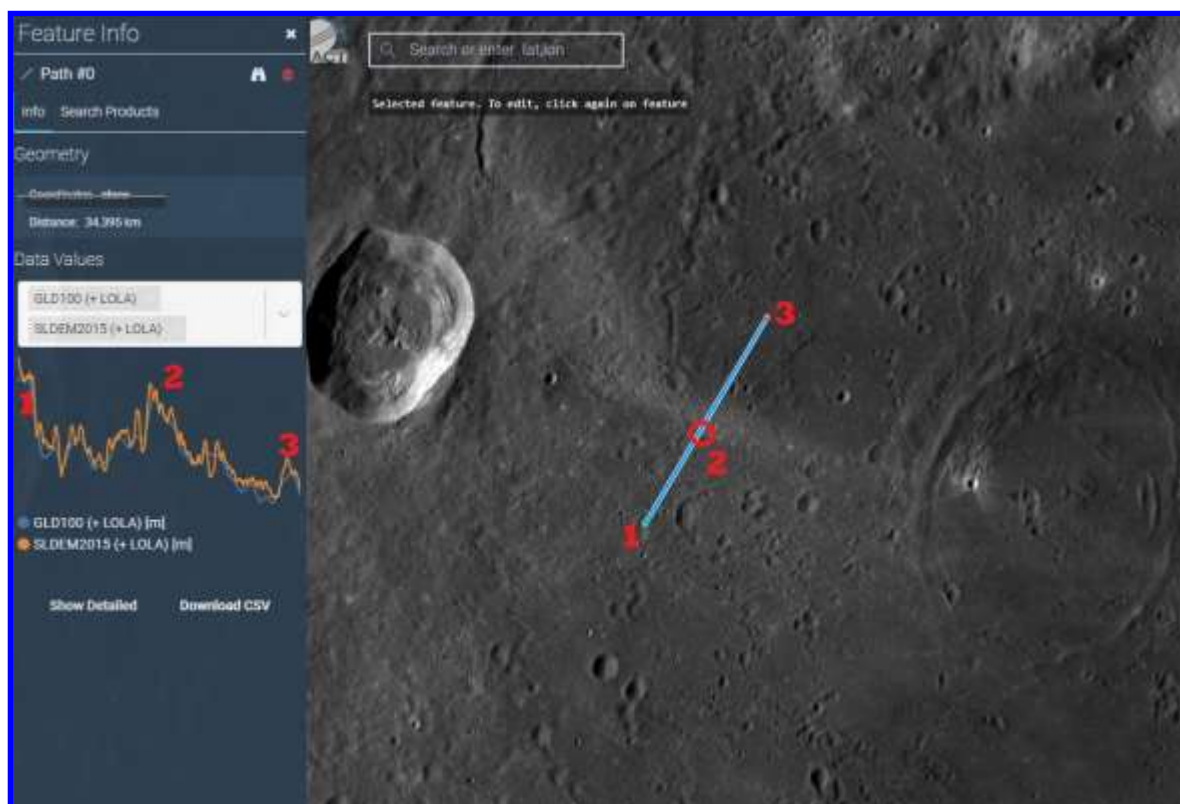 Feature Info
Path #0
Info Search Products
Geometry
Coordinates
Distance: 34.395 km
Data Values
GLD100 (+ LOLA)
SLDEM2015 (+ LOLA)
1
2
3
GLD100 (+ LOLA) [m]
SLDEM2015 (+ LOLA) [m]
Show Detailed Download CSV
ACT
Search or enter lat,lon
Selected feature. To edit, click again on feature
3
2
1